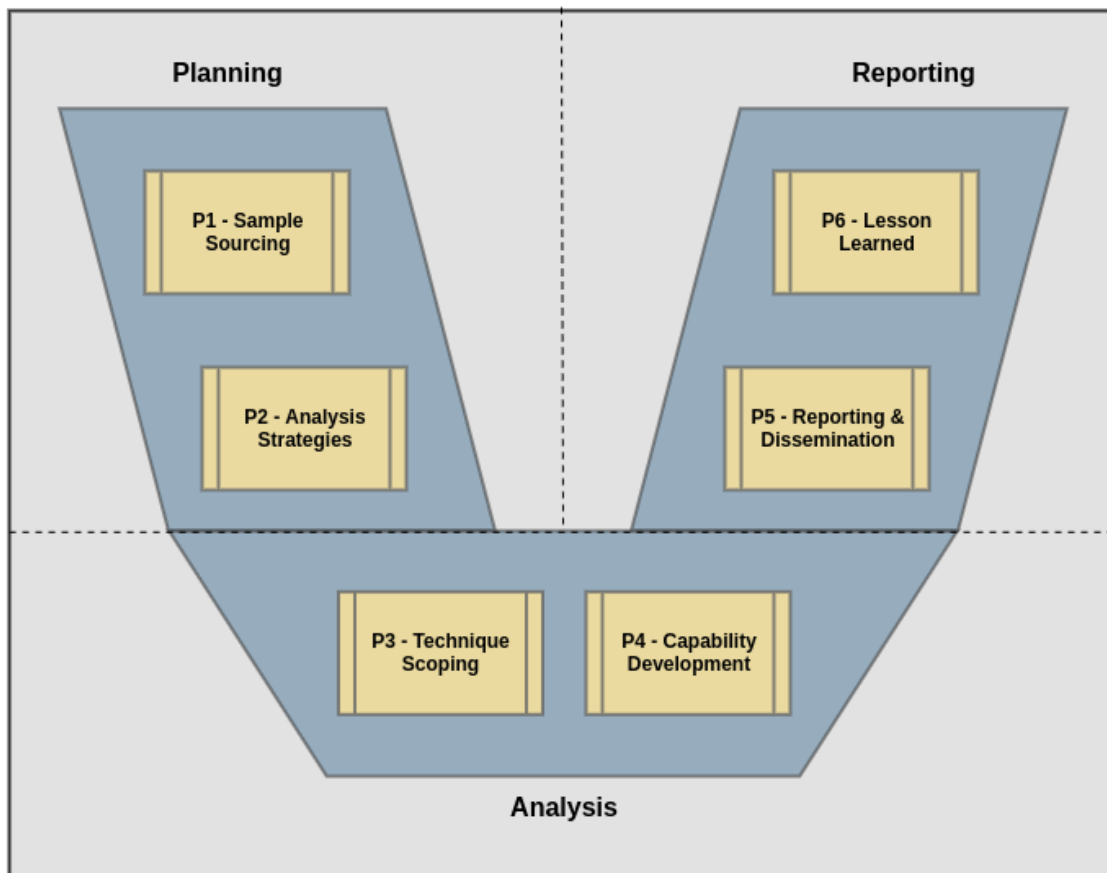 Planning
Reporting
P1 - Sample
Sourcing
P6 - Lesson
Learned
P2 - Analysis
Strategies
P5 - Reporting &
Dissemination
P3 - Technique
Scoping
P4 - Capability
Development
Analysis